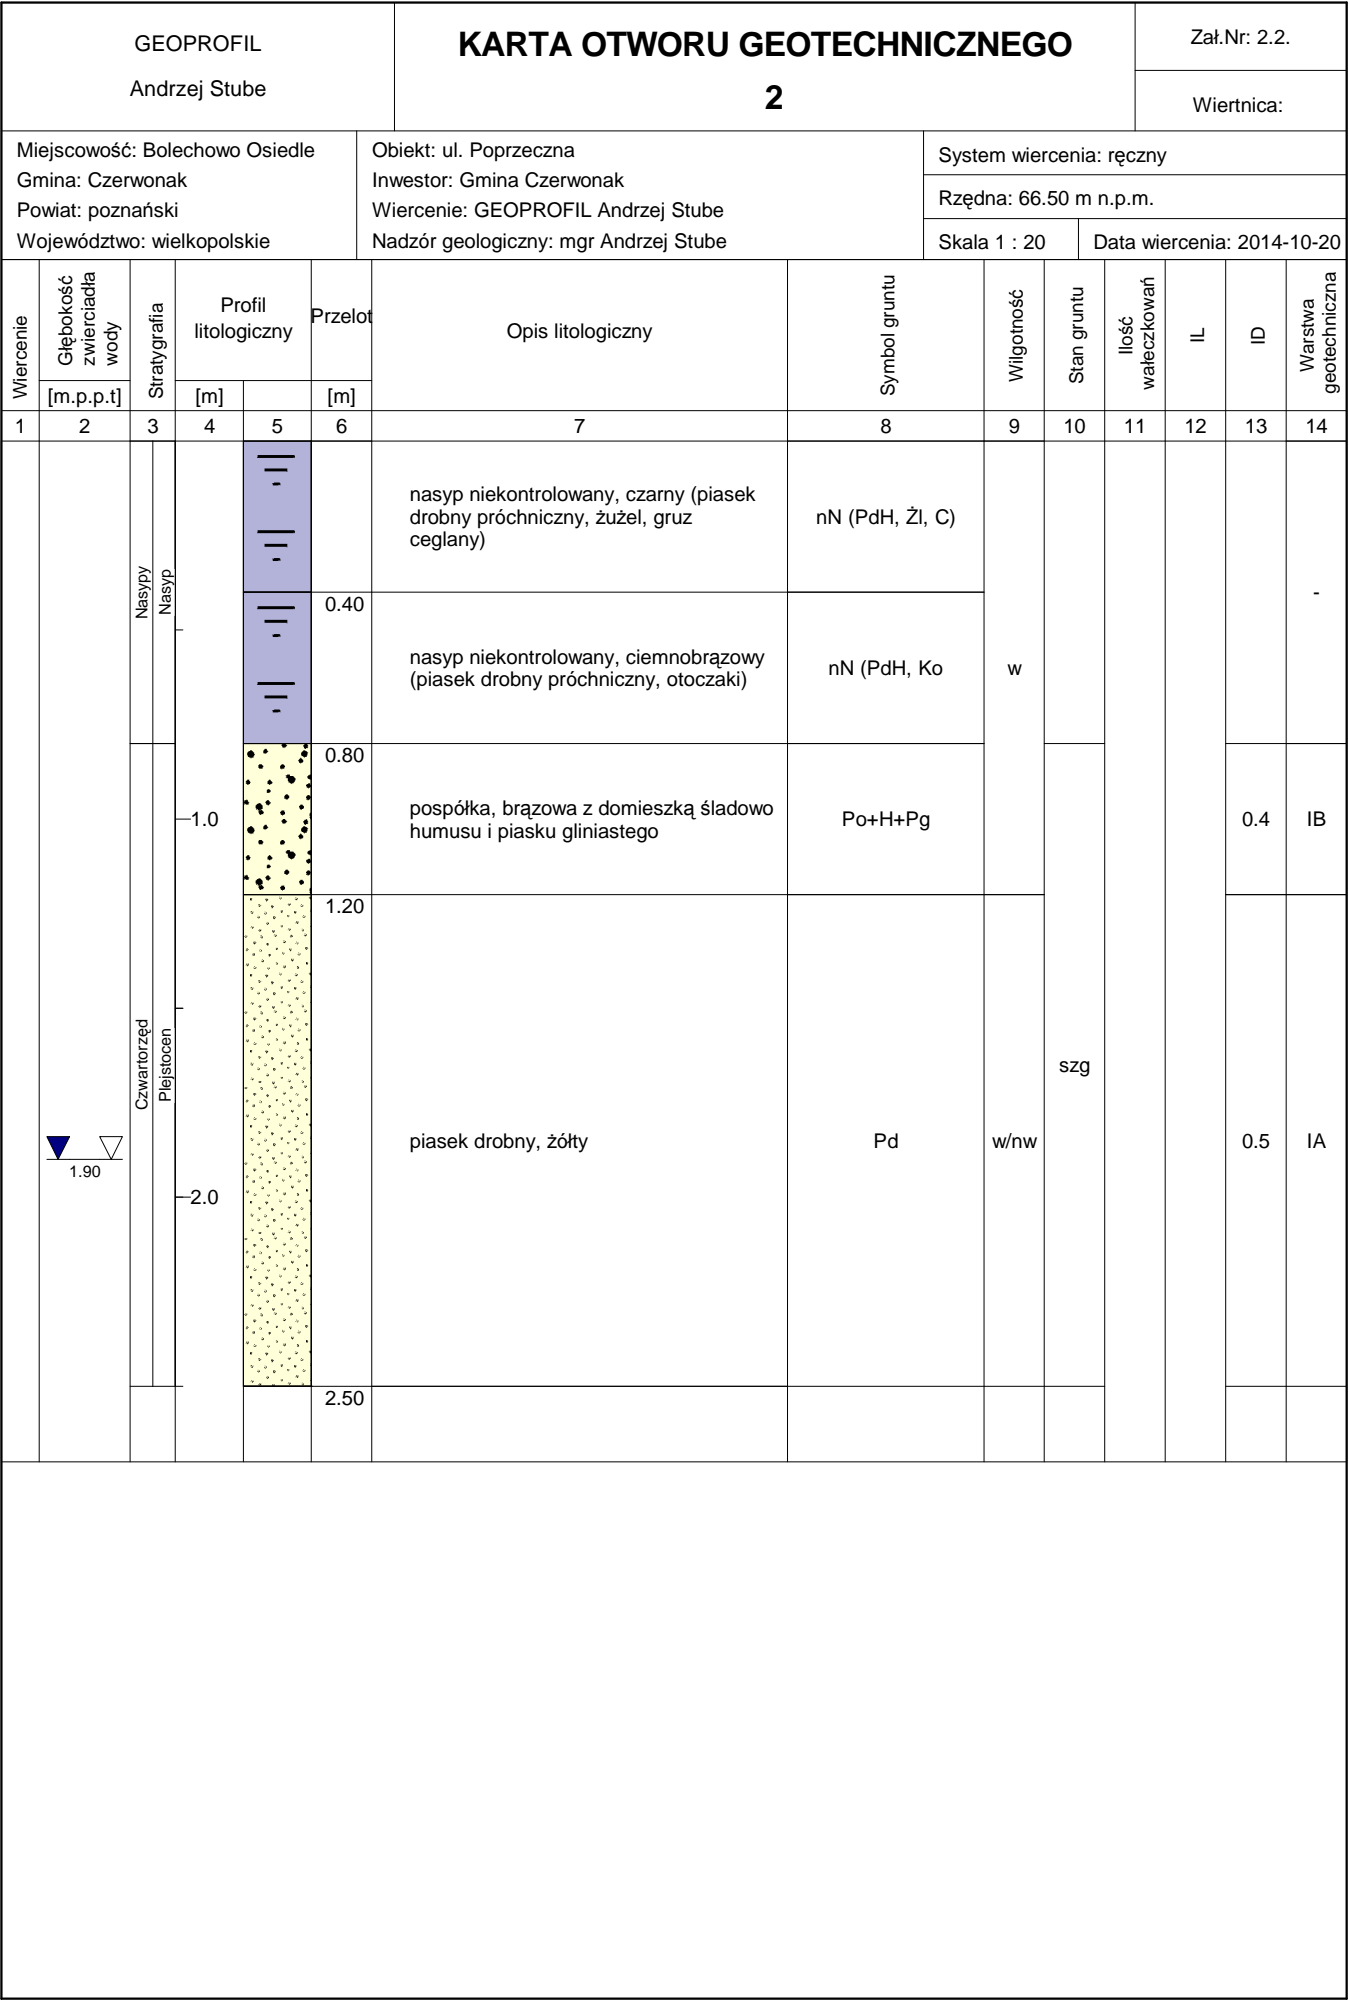 GEOPROFIL
Andrzej Stube
KARTA OTWORU GEOTECHNICZNEGO
2
Zał.Nr: 2.2.
Wiertnica:
Miejscowość: Bolechowo Osiedle
Gmina: Czerwonak
Powiat: poznański
Województwo: wielkopolskie
Obiekt: ul. Poprzeczna
Inwestor: Gmina Czerwonak
Wiercenie: GEOPROFIL Andrzej Stube
Nadzór geologiczny: mgr Andrzej Stube
System wiercenia: ręczny
Rzędna: 66.50 m n.p.m.
Skala 1 : 20
Data wiercenia: 2014-10-20
Wiercenie
Głębokość
zwierciadła
wody
[m.p.p.t]
Stratygrafia
Profil
litologiczny
[m]
Przelot
[m]
Opis litologiczny
Symbol gruntu
Wilgotność
Stan gruntu
Ilość
wałeczkowań
IL
ID
Warstwa
geotechniczna
1 2 3 4 5 6 7 8 9 10 11 12 13 14
Nasypy
Nasyp
nasyp niekontrolowany, czarny (piasek
drobny próchniczny, żużel, gruz
ceglany)
nN (PdH, Żl, C)
-
0.40
nasyp niekontrolowany, ciemnobrązowy
(piasek drobny próchniczny, otoczaki)
nN (PdH, Ko
w
0.80
1.0
pospółka, brązowa z domieszką śladowo
humusu i piasku gliniastego
Po+H+Pg
0.4
IB
1.20
Czwartorzęd
Plejstocen
szg
1.90
piasek drobny, żółty
Pd
w/nw
0.5
IA
2.0
2.50